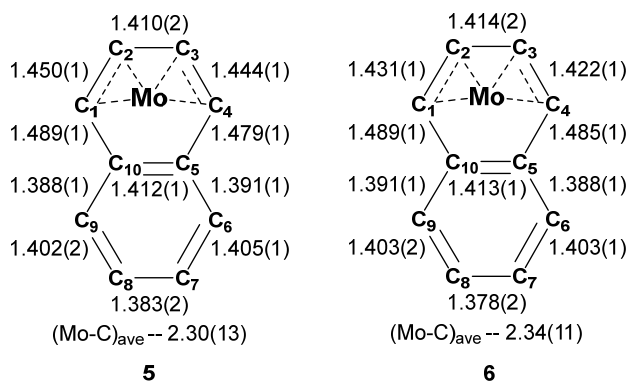 1.410(2)
C2 C3
1.450(1) 1.444(1)
C1 Mo C4
1.489(1) 1.479(1)
C10 C5
1.388(1) 1.412(1) 1.391(1)
C9 C6
1.402(2) 1.405(1)
C8 C7
1.383(2)
(Mo-C)ave -- 2.30(13)
5
1.414(2)
C2 C3
1.431(1) 1.422(1)
C1 Mo C4
1.489(1) 1.485(1)
C10 C5
1.391(1) 1.413(1) 1.388(1)
C9 C6
1.403(2) 1.403(1)
C8 C7
1.378(2)
(Mo-C)ave -- 2.34(11)
6